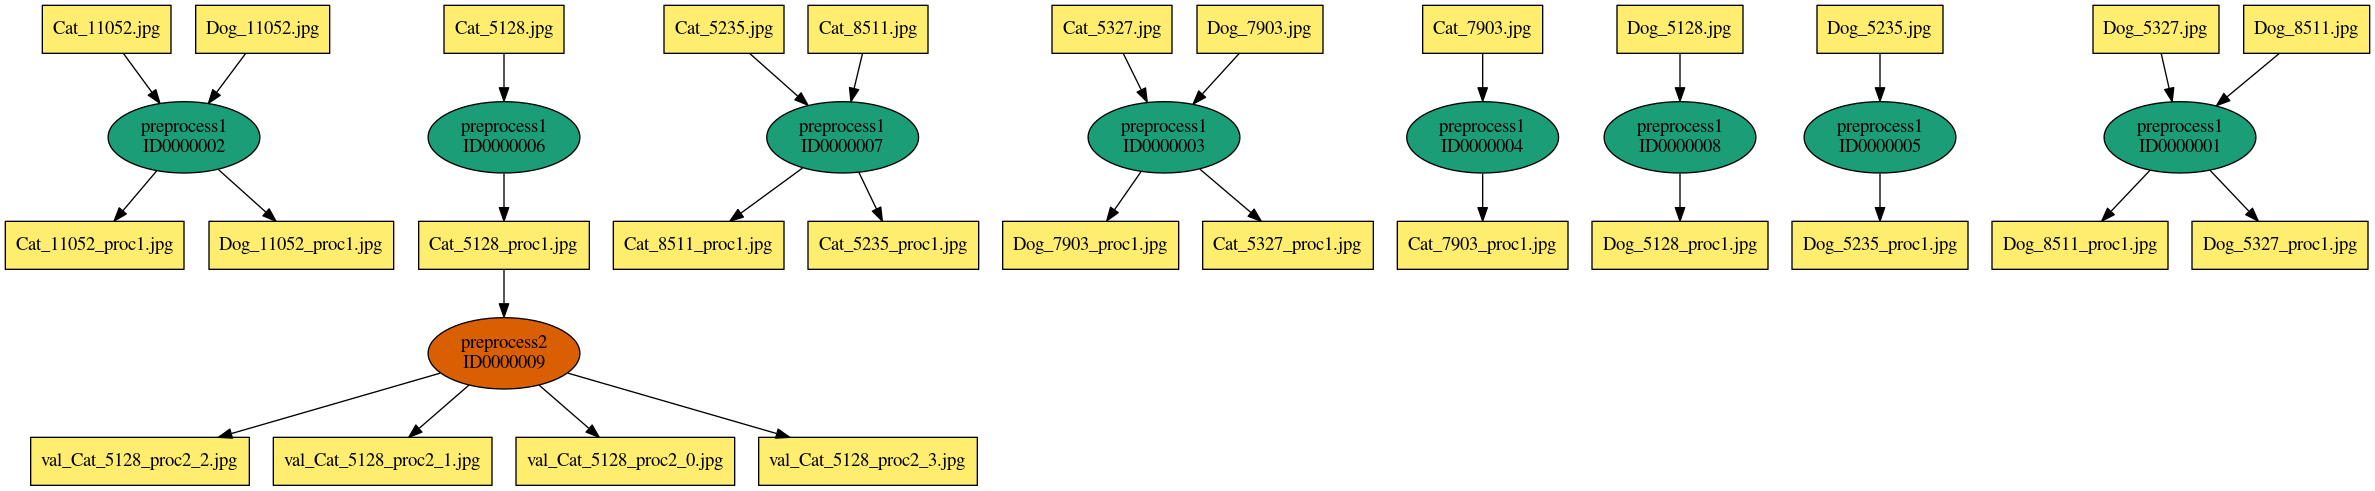 Cat_11052.jpg
Dog_11052.jpg
Cat_5128.jpg
Cat_5235.jpg
Cat_8511.jpg
Cat_5327.jpg
Dog_7903.jpg
Cat_7903.jpg
Dog_5128.jpg
Dog_5235.jpg
Dog_5327.jpg
Dog_8511.jpg
preprocess1
ID0000002
preprocess1
ID0000006
preprocess1
ID0000007
preprocess1
ID0000003
preprocess1
ID0000004
preprocess1
ID0000008
preprocess1
ID0000005
preprocess1
ID0000001
Cat_11052_proc1.jpg
Dog_11052_proc1.jpg
Cat_5128_proc1.jpg
Cat_8511_proc1.jpg
Cat_5235_proc1.jpg
Dog_7903_proc1.jpg
Cat_5327_proc1.jpg
Cat_7903_proc1.jpg
Dog_5128_proc1.jpg
Dog_5235_proc1.jpg
Dog_8511_proc1.jpg
Dog_5327_proc1.jpg
preprocess2
ID0000009
val_Cat_5128_proc2_2.jpg
val_Cat_5128_proc2_1.jpg
val_Cat_5128_proc2_0.jpg
val_Cat_5128_proc2_3.jpg